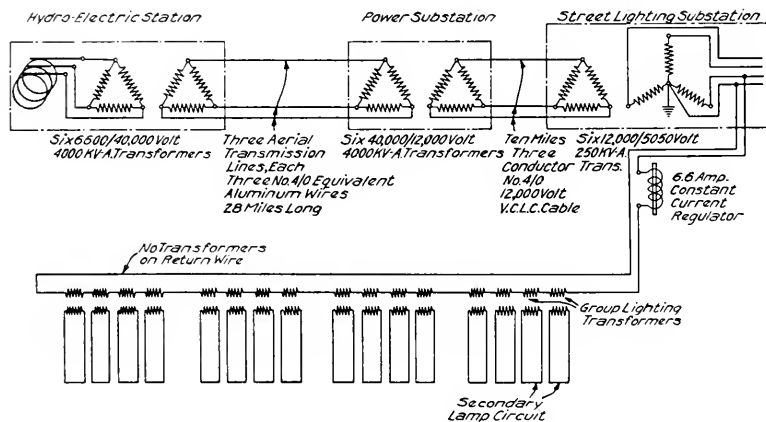 Hydro-Electric Station
Power Substation
Street Lighting Substation
Six 6600/40,000 Volt
4000 KV-A. Transformers
Three Aerial
Transmission
Lines, Each
Three No. 4/0 Equivalent
Aluminum Wires
28 Miles Long
Six 40,000/12,000 Volt
4000 KV-A. Transformers
Ten Miles
Three
Conductor
No. 4/0
12,000 Volt
V.C.L.C. Cable
Six 12,000/5050 Volt
250 KV-A.
Trans.
6.6 Amp.
Constant
Current
Regulator
No Transformers
on Return Wire
Group Lighting
Transformers
Secondary
Lamp Circuit